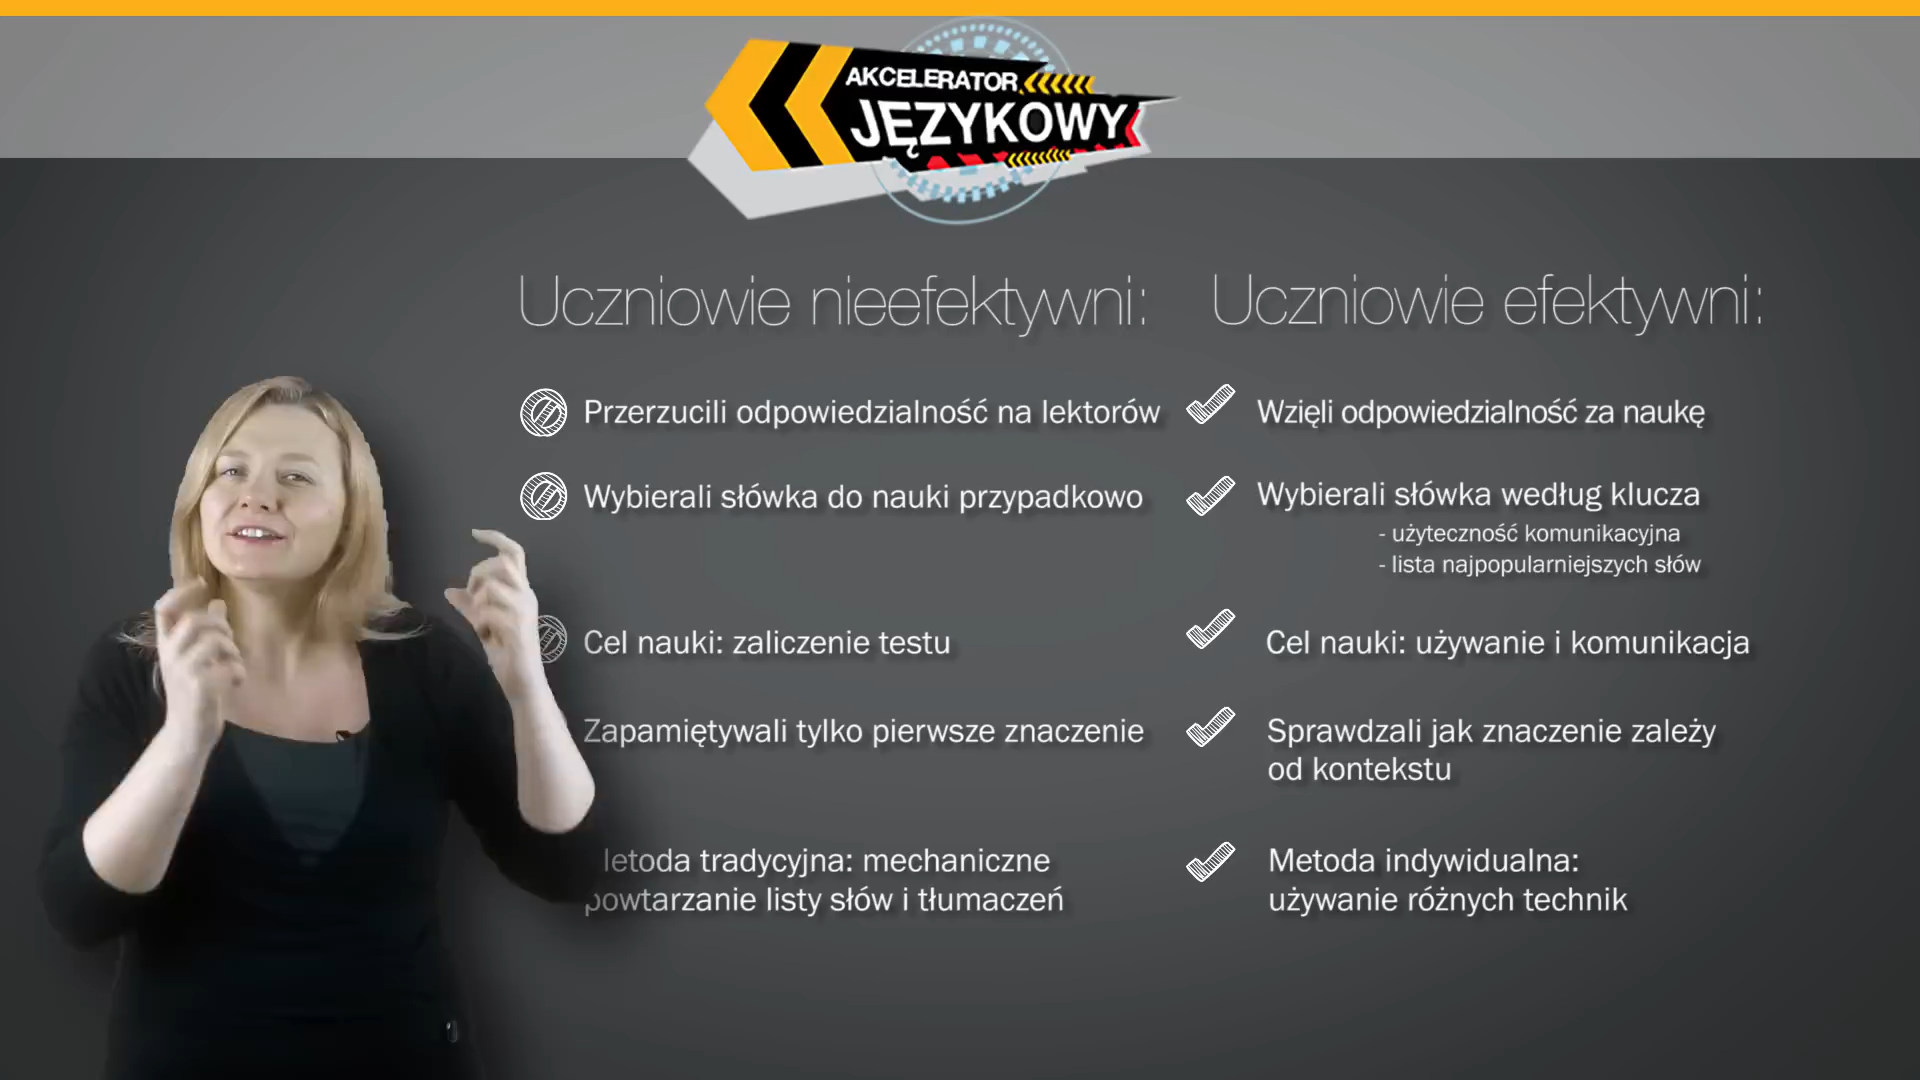 AKCELERATOR
JĘZYKOWY
Uczniowie nieefektywni:
Przerzucili odpowiedzialność na lektorów
Wybierali słówka do nauki przypadkowo
Cel nauki: zaliczenie testu
Zapamiętywali tylko pierwsze znaczenie
tradycyjna: mechaniczne
powtarzanie listy słów i tłumaczeń
Uczniowie efektywni:
Wzięli odpowiedzialność za naukę
Wybierali słówka według klucza
- użyteczność komunikacyjna
- lista najpopularniejszych słów
Cel nauki: używanie i komunikacja
Sprawdzali jak znaczenie zależy
od kontekstu
Metoda indywidualna:
używanie różnych technik